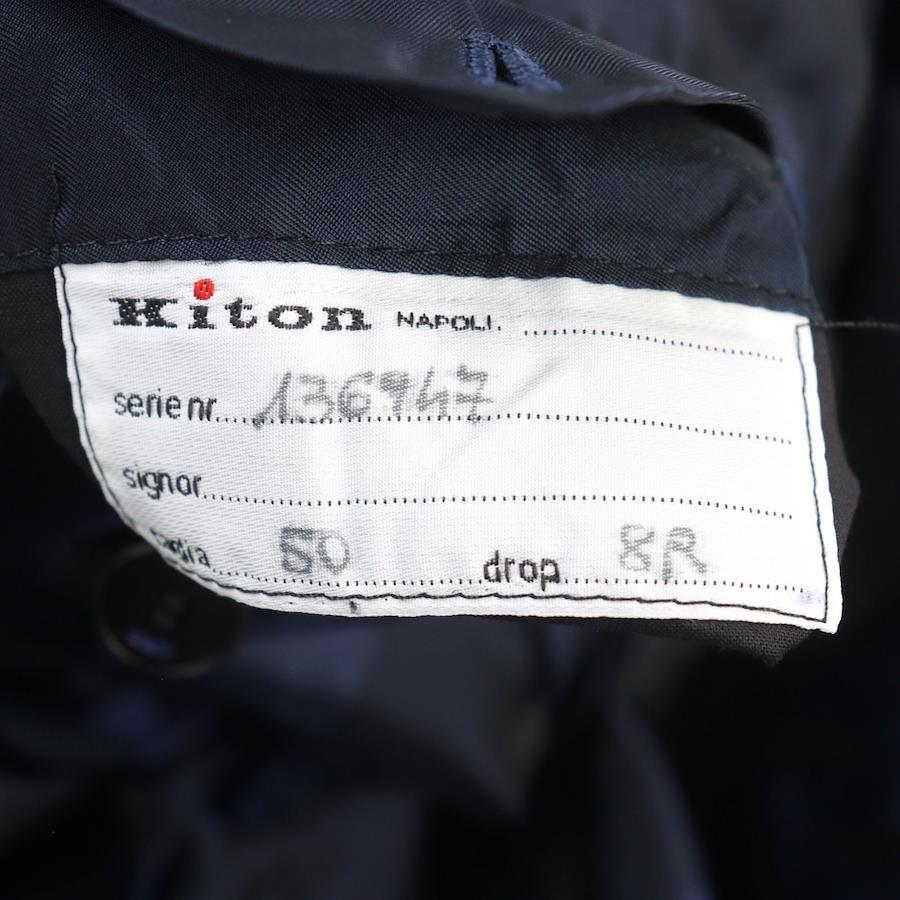 Kiton NAPOLI.
serie nr. 136947
signor
50 drop 8R